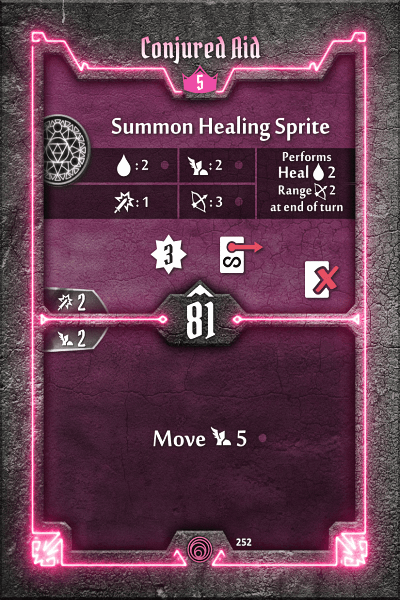 Conjured Aid
5
Summon Healing Sprite
: 2
: 2
Performs
Heal 2
Range 2
at end of turn
: 1
: 3
3
2
81
2
Move 5
252